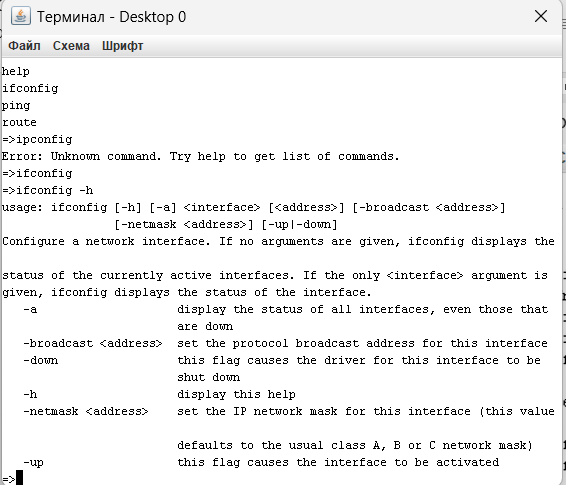 Терминал - Desktop 0
Файл Схема Шрифт
help
ifconfig
ping
route
=>ipconfig
Error: Unknown command. Try help to get list of commands.
=>ifconfig
=>ifconfig -h
usage: ifconfig [-h] [-a] <interface> [<address>] [-broadcast <address>]
[-netmask <address>] [-up|-down]
Configure a network interface. If no arguments are given, ifconfig displays the
status of the currently active interfaces. If the only <interface> argument is
given, ifconfig displays the status of the interface.
-a display the status of all interfaces, even those that
are down
-broadcast <address> set the protocol broadcast address for this interface
-down this flag causes the driver for this interface to be
shut down
-h display this help
-netmask <address> set the IP network mask for this interface (this value
defaults to the usual class A, B or C network mask)
-up this flag causes the interface to be activated
=>